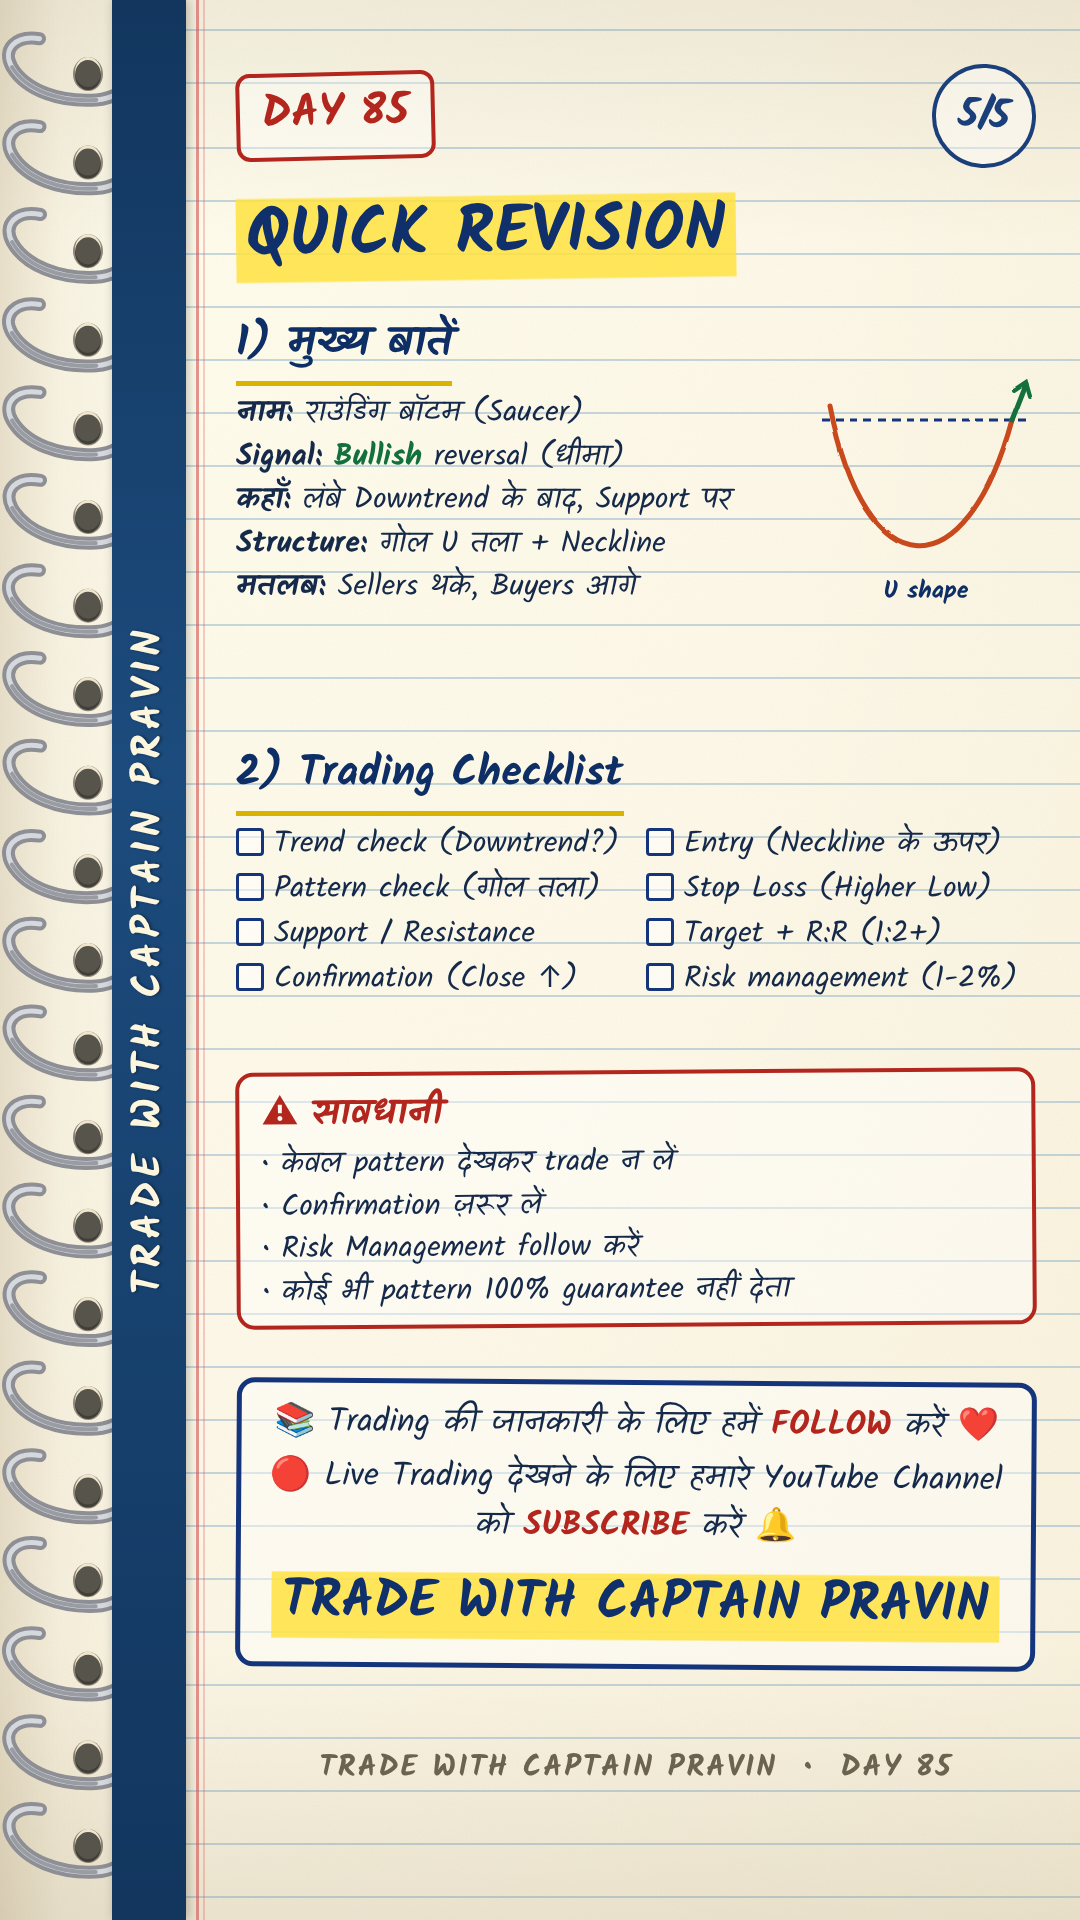 DAY 85
5/5
QUICK REVISION
1) मुख्य बातें
नाम: राउंडिंग बॉटम (Saucer)
Signal: Bullish reversal (धीमा)
कहाँ: लंबे Downtrend के बाद, Support पर
Structure: गोल U तला + Neckline
मतलब: Sellers थके, Buyers आगे
U shape
2) Trading Checklist
Trend check (Downtrend?)
Entry (Neckline के ऊपर)
Pattern check (गोल तला)
Stop Loss (Higher Low)
Support / Resistance
Target + R:R (1:2+)
Confirmation (Close ↑)
Risk management (1-2%)
⚠ सावधानी
· केवल pattern देखकर trade न लें
· Confirmation ज़रूर लें
· Risk Management follow करें
· कोई भी pattern 100% guarantee नहीं देता
📚 Trading की जानकारी के लिए हमें FOLLOW करें ❤️
🔴 Live Trading देखने के लिए हमारे YouTube Channel
को SUBSCRIBE करें 🔔
TRADE WITH CAPTAIN PRAVIN
TRADE WITH CAPTAIN PRAVIN · DAY 85
TRADE WITH CAPTAIN PRAVIN